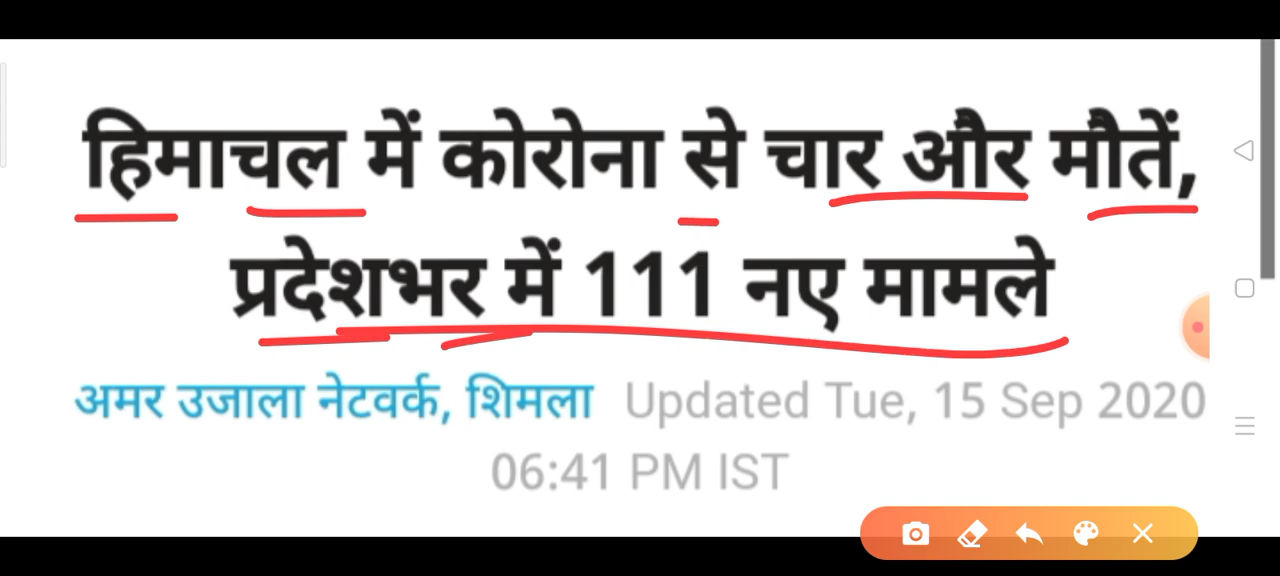 हिमाचल में कोरोना से चार और मौतें,
प्रदेशभर में 111 नए मामले
अमर उजाला नेटवर्क, शिमला Updated Tue, 15 Sep 2020
06:41 PM IST